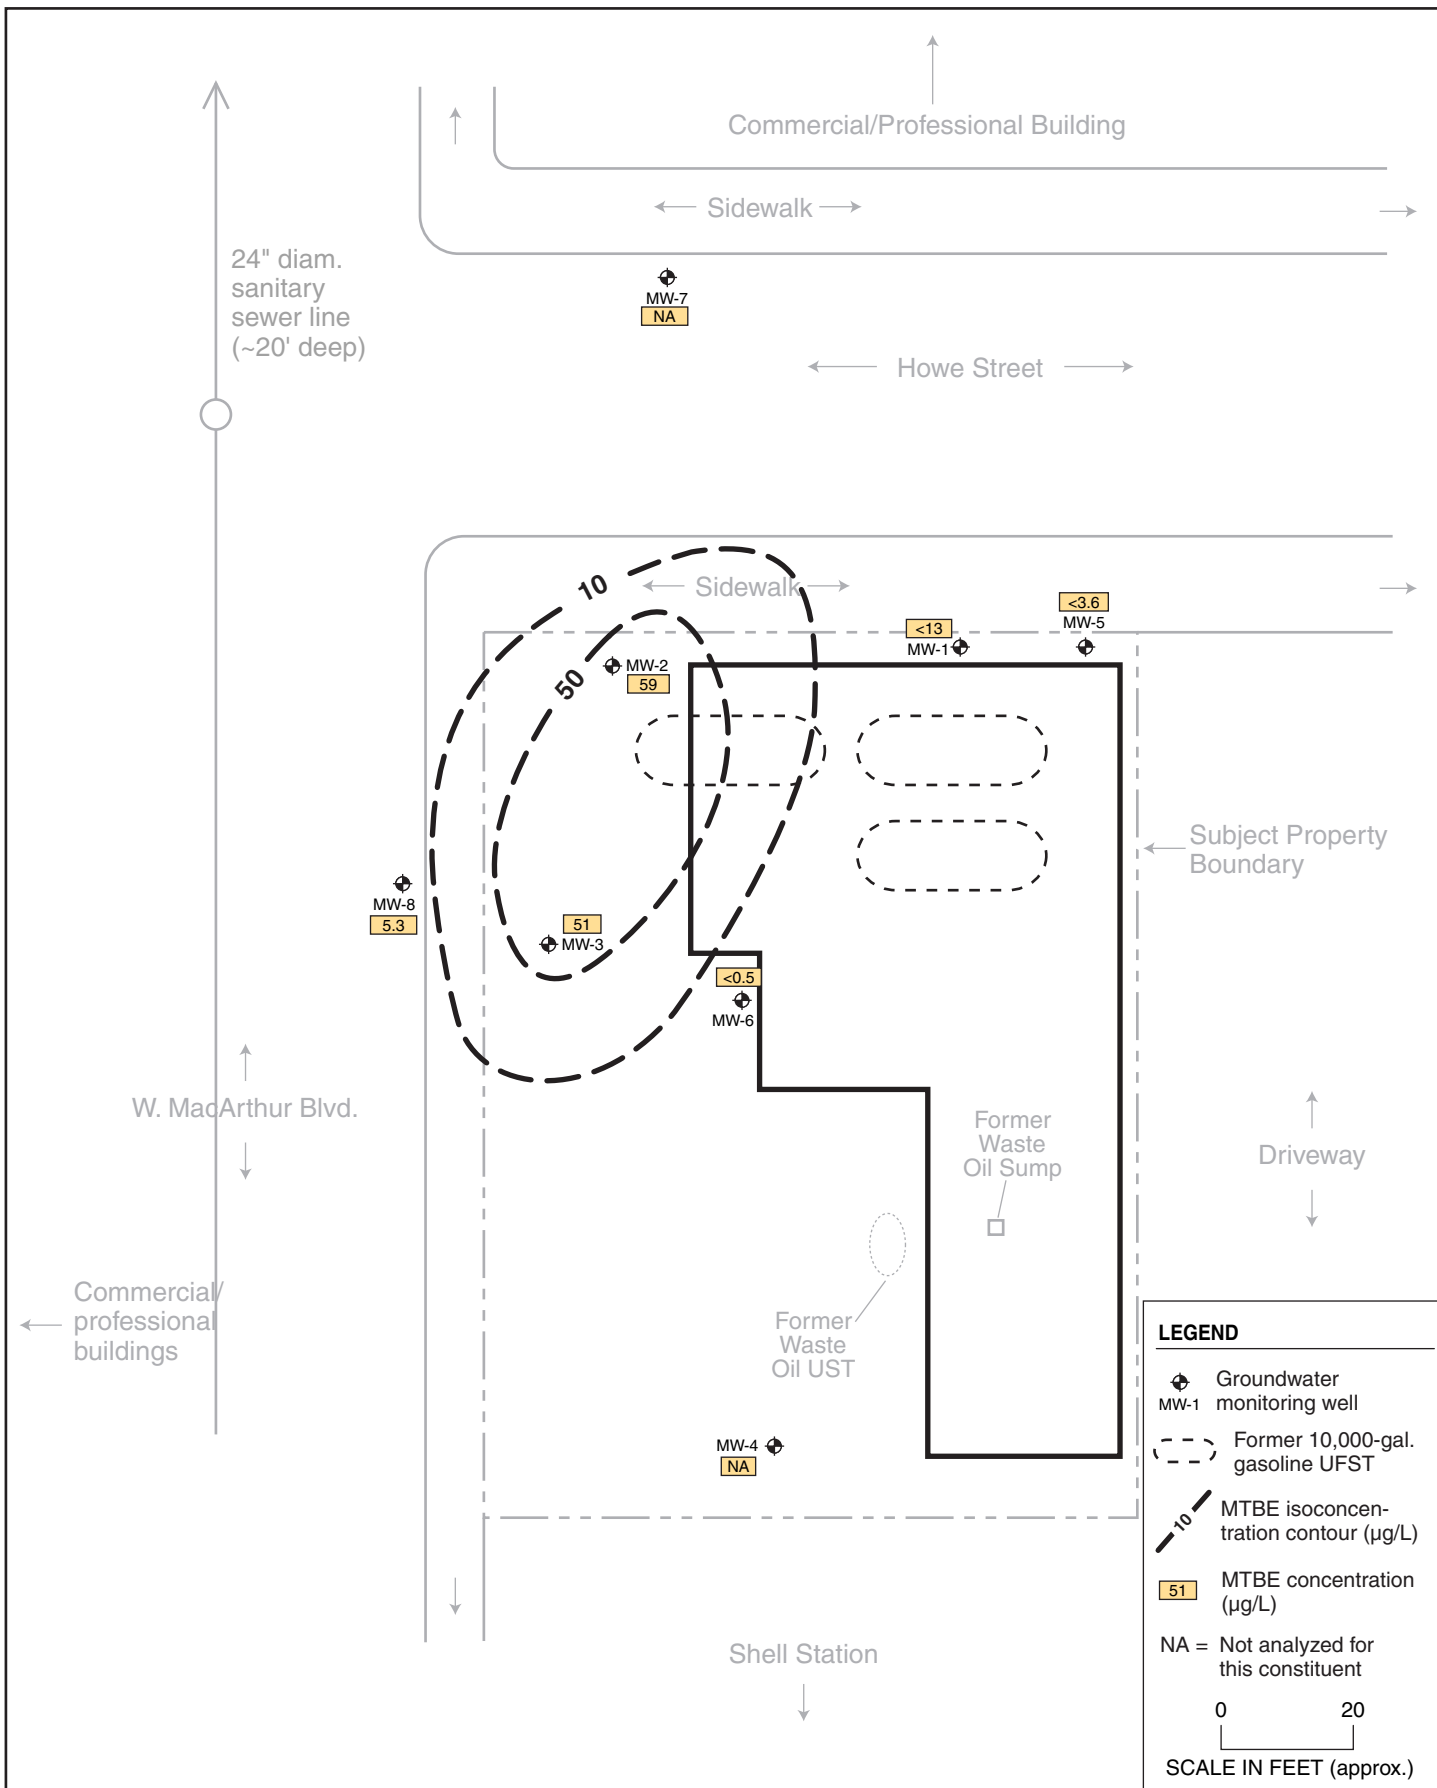 Commercial/Professional Building
Sidewalk
24" diam.
sanitary
sewer line
(~20' deep)
MW-7
NA
Howe Street
10
Sidewalk
<3.6
MW-5
<13
MW-1
MW-2
59
50
Subject Property
Boundary
MW-8
5.3
51
MW-3
<0.5
MW-6
W. MacArthur Blvd.
Former
Waste
Oil Sump
Driveway
Commercial/
professional
buildings
Former
Waste
Oil UST
MW-4
NA
Shell Station
LEGEND
MW-1
Groundwater
monitoring well
Former 10,000-gal.
gasoline UFST
10
MTBE isoconcen-
tration contour (µg/L)
51
MTBE concentration
(µg/L)
NA = Not analyzed for
this constituent
0 20
SCALE IN FEET (approx.)